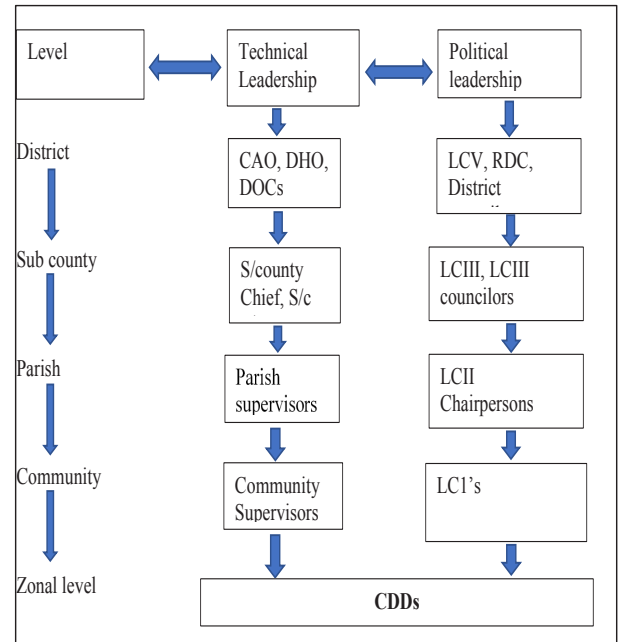 Level
Technical
Leadership
Political
leadership
District
CAO, DHO,
DOCs
LCV, RDC,
District
Sub county
S/county
Chief, S/c
LCIII, LCIII
councilors
Parish
Parish
supervisors
LCII
Chairpersons
Community
Community
Supervisors
LC1’s
Zonal level
CDDs